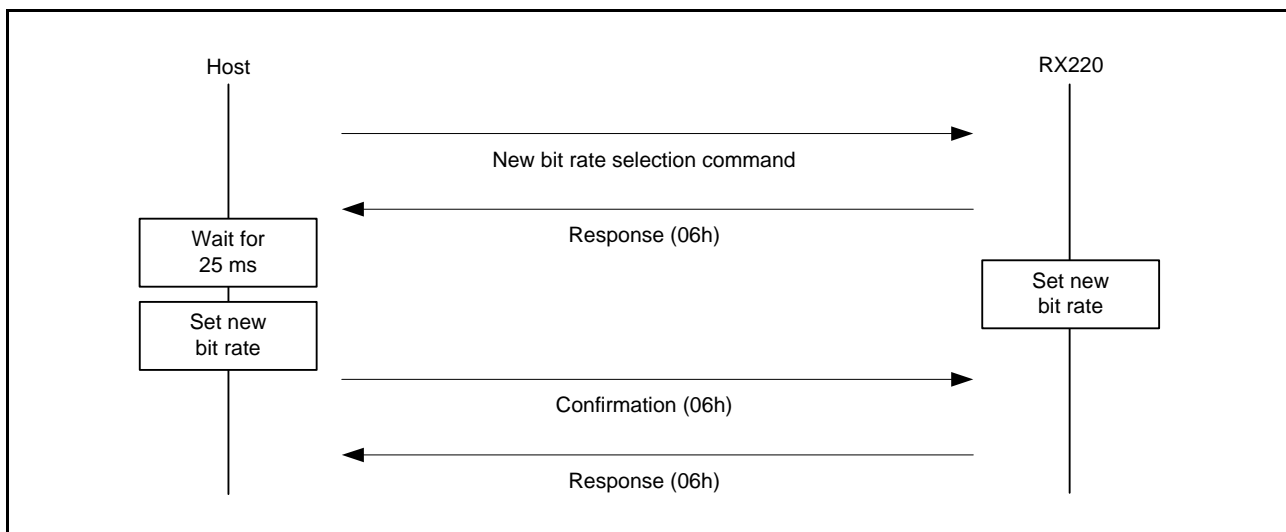 Host
RX220
New bit rate selection command
Response (06h)
Wait for
25 ms
Set new
bit rate
Set new
bit rate
Confirmation (06h)
Response (06h)